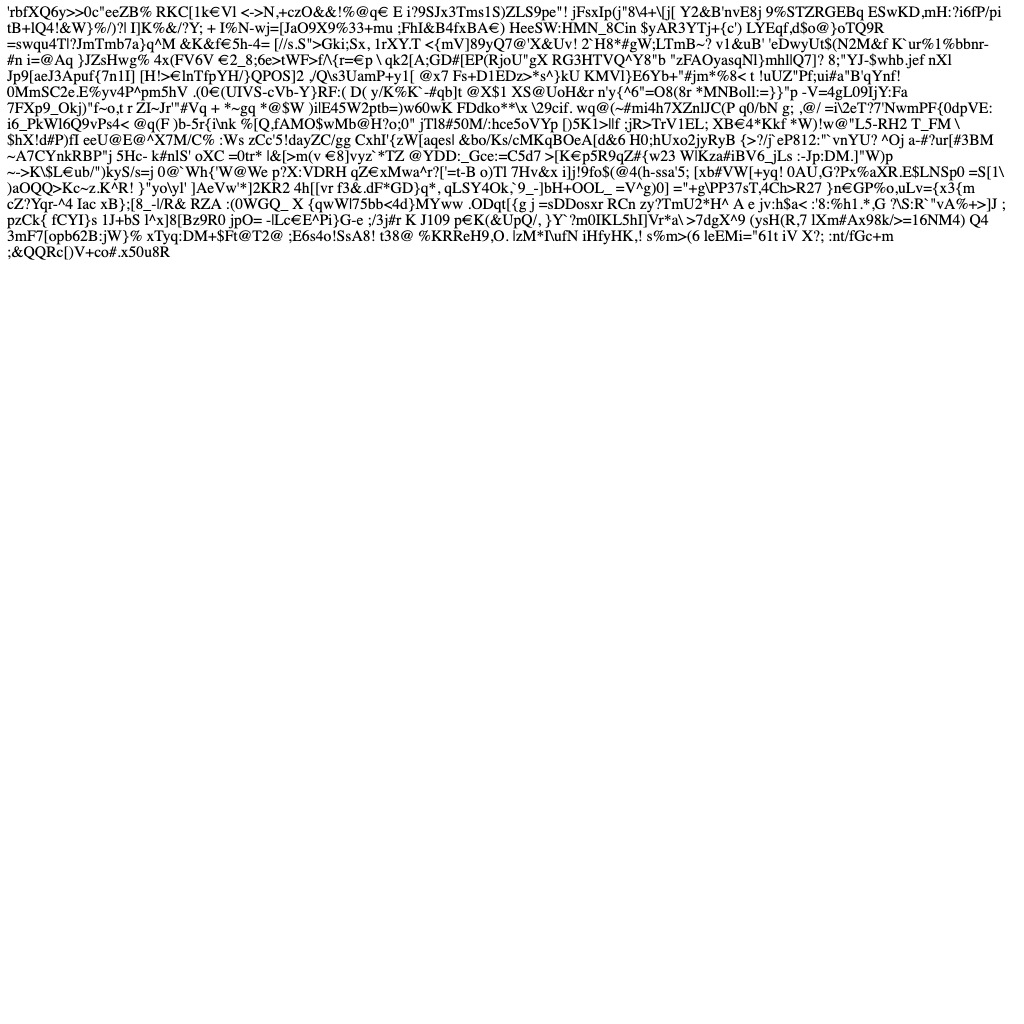 'rbfXQ6y>>0c"eeZB% RKC[1k€Vl <->N,+czO&&!%@q€ E i?9SJx3Tms1S)ZLS9pe"! jFsxIp(j"8\4+\[j[ Y2&B'nvE8j 9%STZRGEBq ESwKD,mH:?i6fP/pi
tB+lQ4!&W}%/)?l I]K%&/?Y; + I%N-wj=[JaO9X9%33+mu ;FhI&B4fxBA€) HeeSW:HMN_8Cin $yAR3YTj+{c') LYEqf,d$o@}oTQ9R
=swqu4T|?JmTmb7a}q^M &K&f€5h-4= [//s.S">Gki;Sx, 1rXY.T <{mV]89yQ7@'X&Uv! 2`H8*#gW;LTmB~? v1&uB' 'eDwyUt$(N2M&f K`ur%1%bbnr-
#n i=@Aq }JZsHwg% 4x(FV6V €2_8;6e>tWF>f/\{r=€p \ qk2[A;GD#[EP(RjoU"gX RG3HTVQ^Y8"b "zFAOyasqNl}mhl|Q7]? 8;"YJ-$whb.jef nXl
Jp9[aeJ3Apuf{7n1I] [H!>€lnTfpYH/}QPOS]2 ,/Q\s3UamP+y1[ @x7 Fs+D1EDz>*s^}kU KMVl}E6Yb+"#jm*%8< t !uUZ"Pf;ui#a"B'qYnf!
0MmSC2e.E%yv4P^pm5hV .(0€(UIVS-cVb-Y}RF:( D( y/K%K`-#qb]t @X$1 XS@UoH&r n'y{^6"=O8(8r *MNBoll:=}}"p -V=4gL09IjY:Fa
7FXp9_Okj)"f~o,t r ZI~Jr'"#Vq + *~gq *@$W )i|E45W2ptb=)w60wK FDdko**\x \29cif. wq@(~#mi4h7XZnlJC(P q0/bN g; ,@/ =i\2eT?7'NwmPF{0dpVE:
i6_PkWl6Q9vPs4< @q(F )b-5r{i\nk %[Q,fAMO$wMb@H?o;0" jTl8#50M/:hce5oVYp [)5K1>||f ;jR>TrV1EL; XB€4*Kkf *W)!w@"L5-RH2 T_FM \
$hX!d#P)fI eeU@E@^X7M/C% :Ws zCc'5!dayZC/gg CxhI'{zW[aqes| &bo/Ks/cMKqBOeA[d&6 H0;hUxo2jyRyB {>?/j`eP812:"`vnYU? ^Oj a-#?ur[#3BM
~A7CYnkRBP"j 5Hc- k#nlS' oXC =0tr* |&[>m(v €8]vyz`*TZ @YDD:_Gce:=C5d7 >[K€p5R9qZ#{w23 W|Kza#iBV6_jLs :-Jp:DM.]"W)p
~->K\$L€ub/")kyS/s=j 0@`Wh{'W@We p?X:VDRH qZ€xMwa^r?['=t-B o)Tl 7Hv&x i]j!9fo$(@4(h-ssa'5; [xb#VW[+yq! 0AU,G?Px%aXR.E$LNSp0 =S[1\
)aOQQ>Kc~z.K^R! }"yo\yl' ]AeVw'*]2KR2 4h[[vr f3&.dF*GD}q*, qLSY4Ok,`9_-]bH+OOL_ =V^g)0] ="+g\PP37sT,4Ch>R27 }n€GP%o,uLv={x3{m
cZ?Yqr-^4 Iac xB};[8_-l/R& RZA :(0WGQ_ X {qwW|75bb<4d}MYww .ODqt[{g j =sDDosxr RCn zy?TmU2*H^ A e jv:h$a< :'8:%h1.*,G ?\S:R`"vA%+>]J ;
pzCk{ fCYI}s 1J+bS l^x]8[Bz9R0 jpO= -|Lc€E^Pi}G-e ;/3j#r K J109 p€K(&UpQ/, }Y`?m0IKL5hI]Vr*a\ >7dgX^9 (ysH(R,7 lXm#Ax98k/>=16NM4) Q4
3mF7[opb62B:jW}% xTyq:DM+$Ft@T2@ ;E6s4o!SsA8! t38@ %KRReH9,O. |zM*I\ufN iHfyHK,! s%m>(6 leEMi="61t iV X?; :nt/fGc+m
;&QQRc[)V+co#.x50u8R